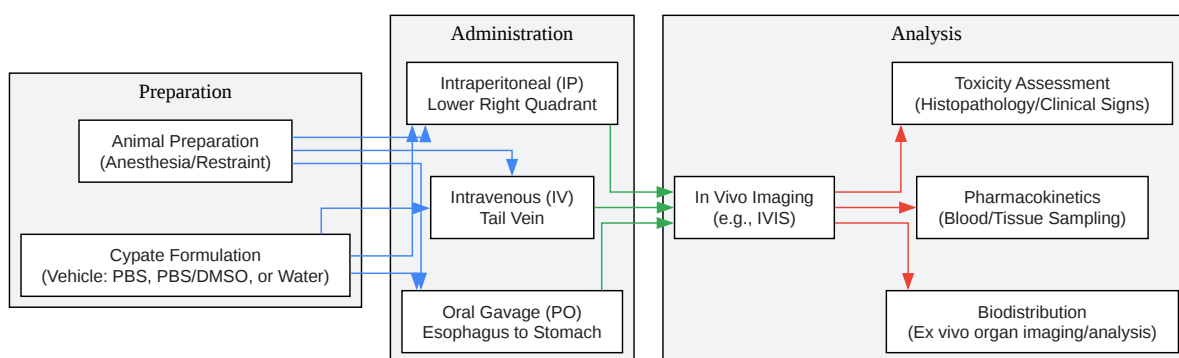 Preparation
Animal Preparation
(Anesthesia/Restraint)
Cypate Formulation
(Vehicle: PBS, PBS/DMSO, or Water)
Administration
Intraperitoneal (IP)
Lower Right Quadrant
Intravenous (IV)
Tail Vein
Oral Gavage (PO)
Esophagus to Stomach
Analysis
In Vivo Imaging
(e.g., IVIS)
Toxicity Assessment
(Histopathology/Clinical Signs)
Pharmacokinetics
(Blood/Tissue Sampling)
Biodistribution
(Ex vivo organ imaging/analysis)